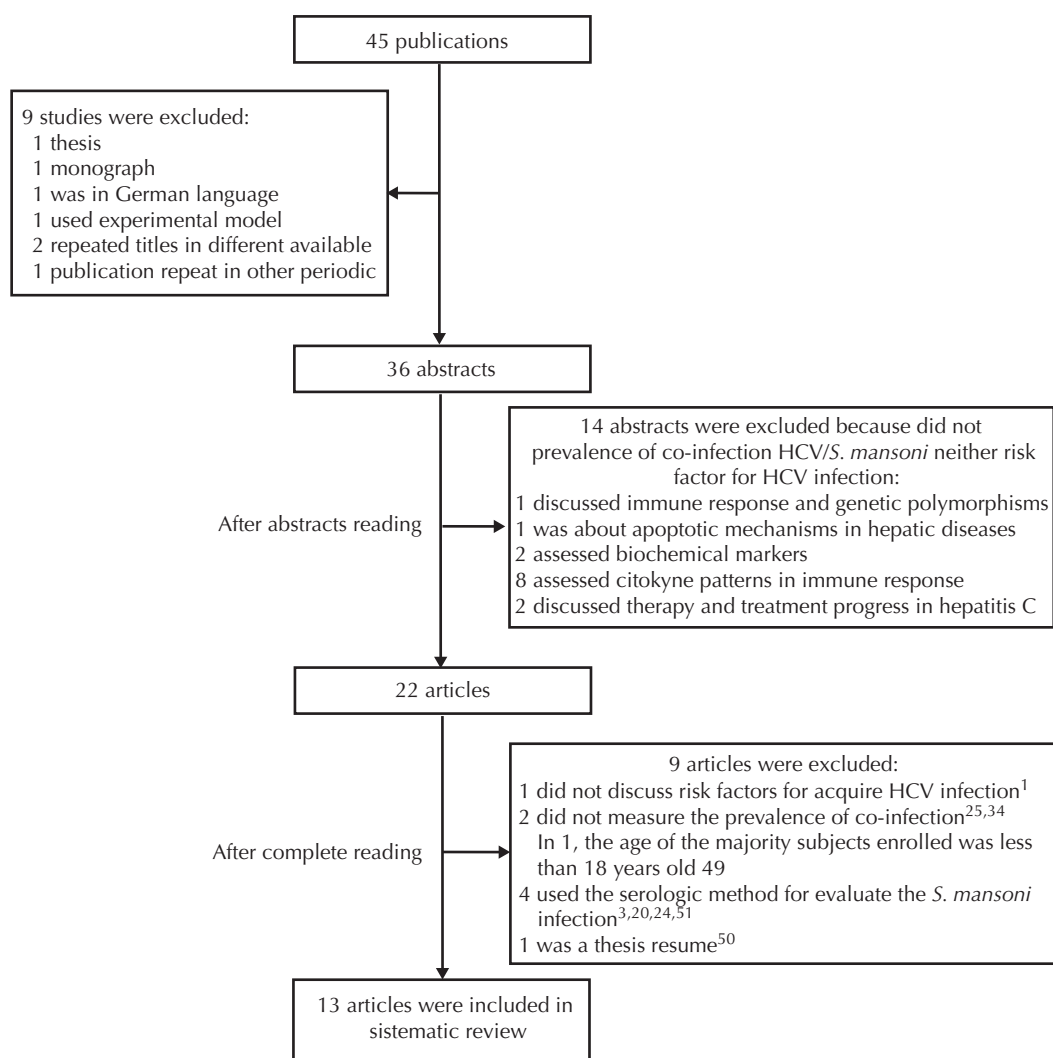 45 publications
9 studies were excluded:
1 thesis
1 monograph
1 was in German language
1 used experimental model
2 repeated titles in different available
1 publication repeat in other periodic
36 abstracts
14 abstracts were excluded because did not
prevalence of co-infection HCV/S. mansoni neither risk
factor for HCV infection:
1 discussed immune response and genetic polymorphisms
1 was about apoptotic mechanisms in hepatic diseases
2 assessed biochemical markers
8 assessed citokyne patterns in immune response
2 discussed therapy and treatment progress in hepatitis C
After abstracts reading
22 articles
9 articles were excluded:
1 did not discuss risk factors for acquire HCV infection1
2 did not measure the prevalence of co-infection25,34
In 1, the age of the majority subjects enrolled was less
than 18 years old 49
4 used the serologic method for evaluate the S. mansoni
infection3,20,24,51
1 was a thesis resume50
After complete reading
13 articles were included in
sistematic review